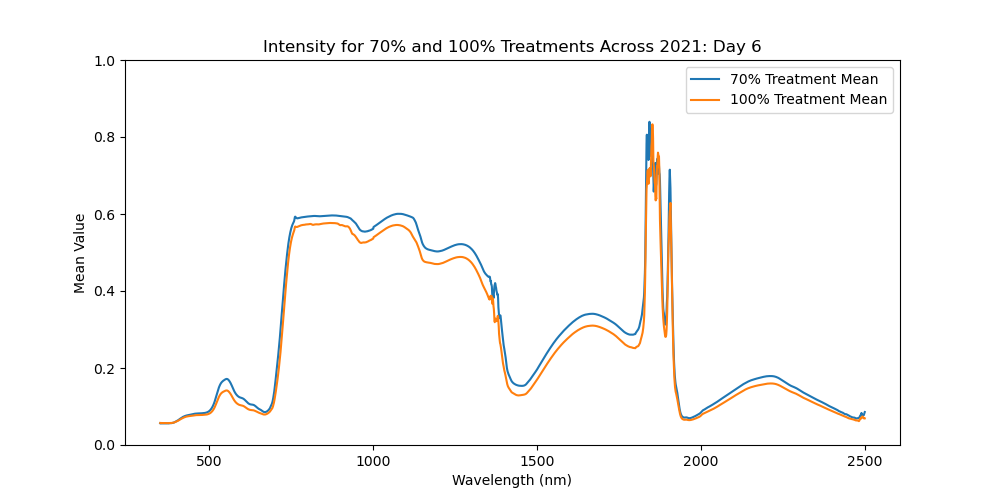 Intensity for 70% and 100% Treatments Across 2021: Day 6
1.0
0.8
0.6
0.4
0.2
0.0
Mean Value
70% Treatment Mean
100% Treatment Mean
500
1000
1500
2000
2500
Wavelength (nm)